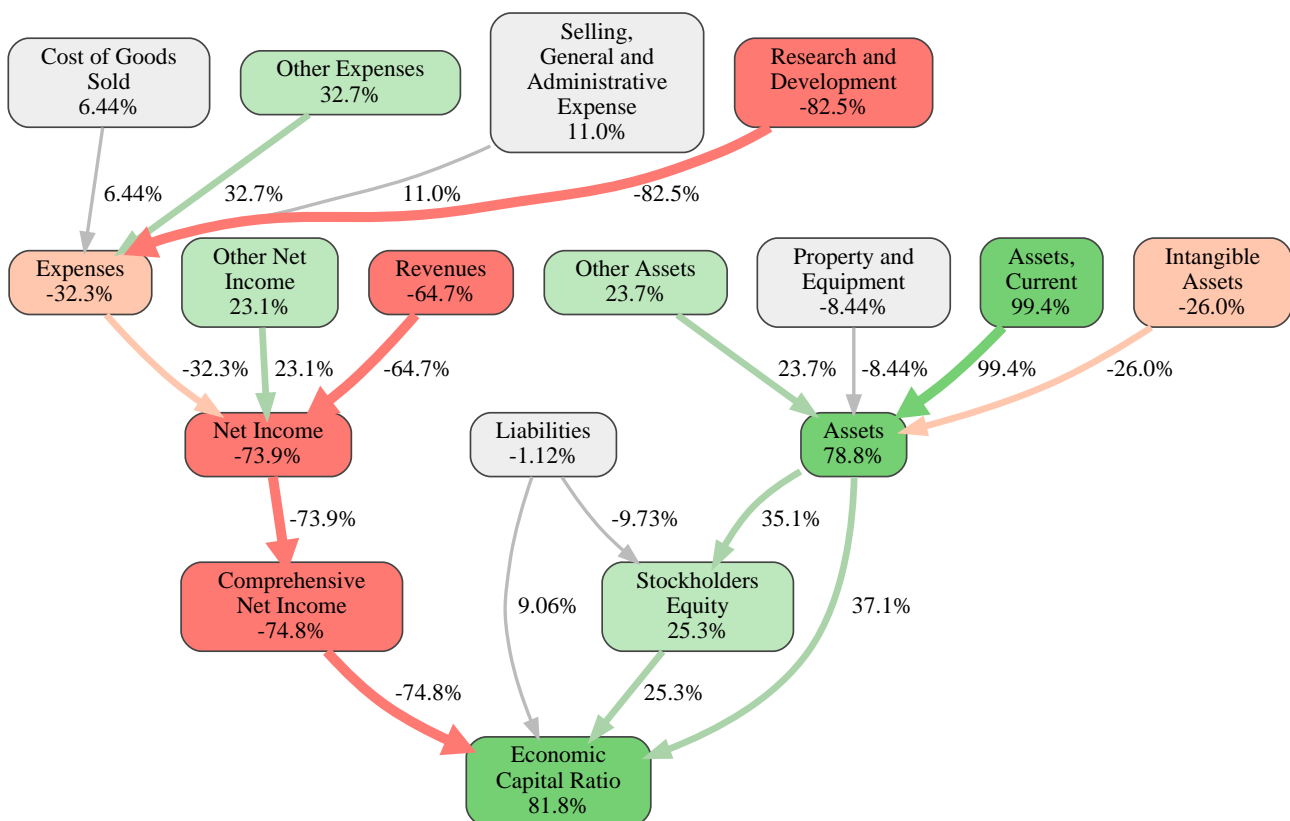 Cost of Goods
Sold
6.44%
Other Expenses
32.7%
Selling,
General and
Administrative
Expense
11.0%
Research and
Development
-82.5%
6.44%
32.7%
11.0%
-82.5%
Expenses
-32.3%
Other Net
Income
23.1%
Revenues
-64.7%
Other Assets
23.7%
Property and
Equipment
-8.44%
Assets,
Current
99.4%
Intangible
Assets
-26.0%
-32.3%
23.1%
-64.7%
23.7%
-8.44%
99.4%
-26.0%
Net Income
-73.9%
Liabilities
-1.12%
Assets
78.8%
-73.9%
-9.73%
35.1%
Comprehensive
Net Income
-74.8%
9.06%
Stockholders
Equity
25.3%
37.1%
-74.8%
25.3%
Economic
Capital Ratio
81.8%